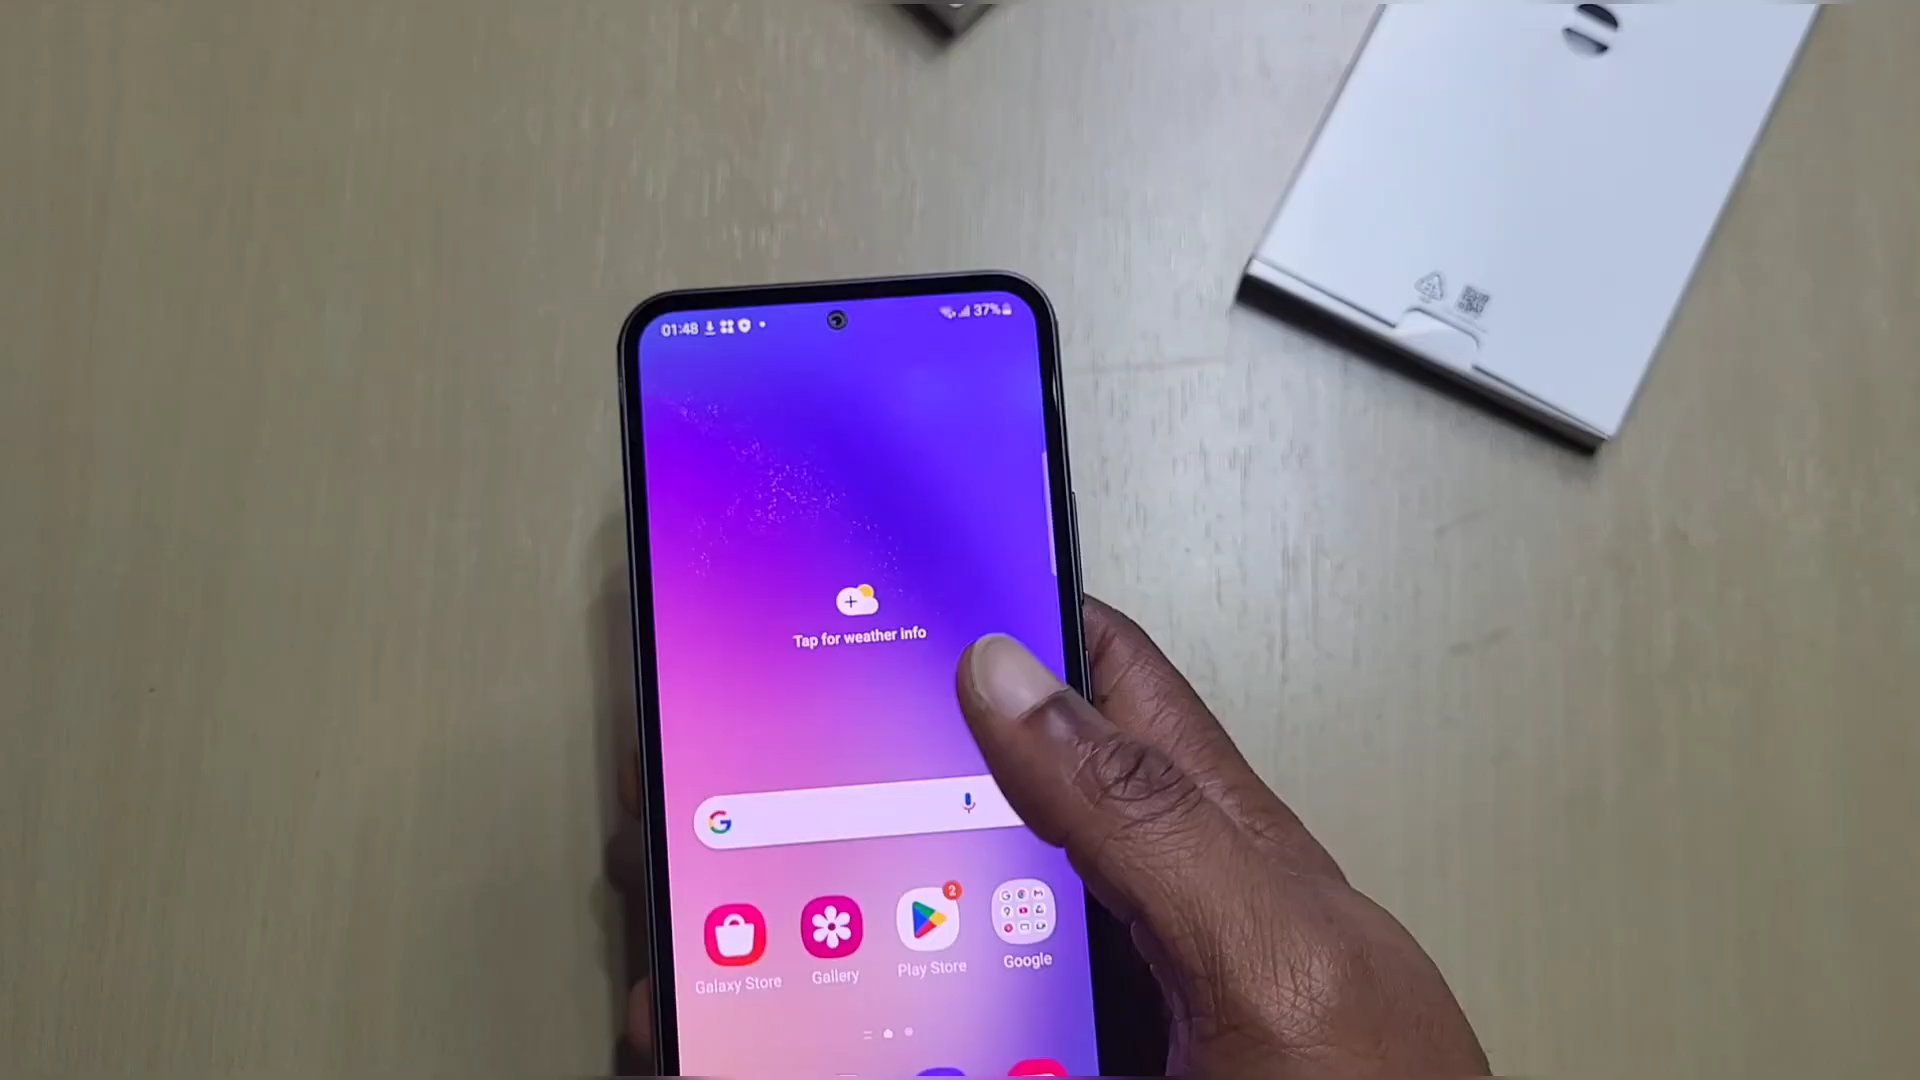 01:48
37%
Tap for weather info
2
Galaxy Store
Gallery
Play Store
Google